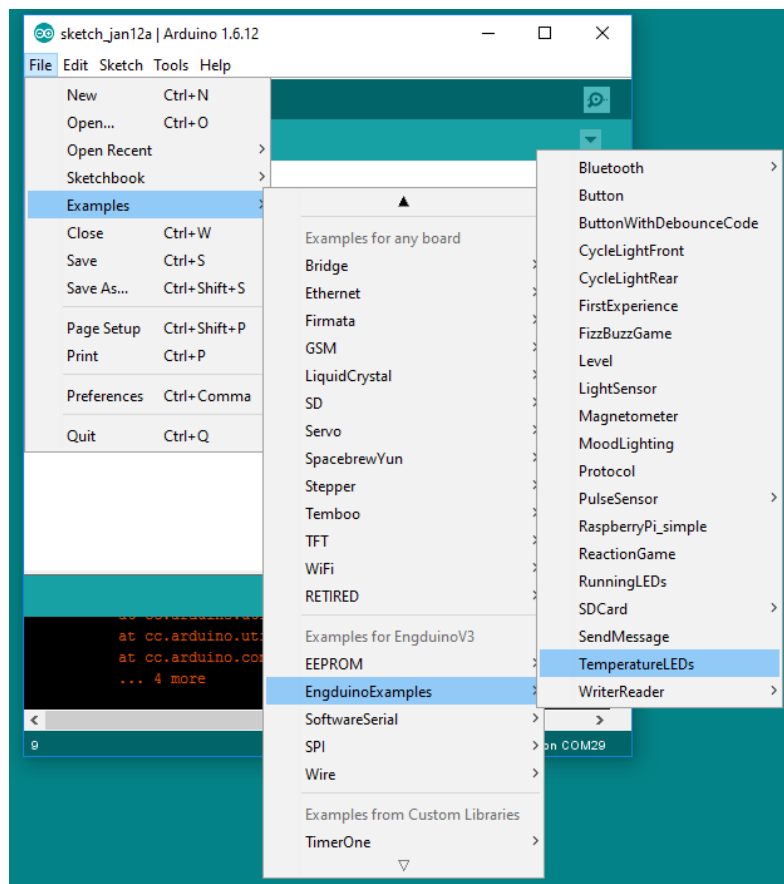 sketch_jan12a | Arduino 1.6.12
File Edit Sketch Tools Help
New Ctrl+N
Open... Ctrl+O
Open Recent
Sketchbook
Examples
Close Ctrl+W
Save Ctrl+S
Save As... Ctrl+Shift+S
Page Setup Ctrl+Shift+P
Print Ctrl+P
Preferences Ctrl+Comma
Quit Ctrl+Q
Examples for any board
Bridge
Ethernet
Firmata
GSM
LiquidCrystal
SD
Servo
SpacebrewYun
Stepper
Temboo
TFT
WiFi
RETIRED
Examples for EngduinoV3
EEPROM
EngduinoExamples
SoftwareSerial
SPI
Wire
Examples from Custom Libraries
TimerOne
Bluetooth
Button
ButtonWithDebounceCode
CycleLightFront
CycleLightRear
FirstExperience
FizzBuzzGame
Level
LightSensor
Magnetometer
MoodLighting
Protocol
PulseSensor
RaspberryPi_simple
ReactionGame
RunningLEDs
SDCard
SendMessage
TemperatureLEDs
WriterReader
at cc.arduino.ut
at cc.arduino.co
... 4 more
9
on COM29